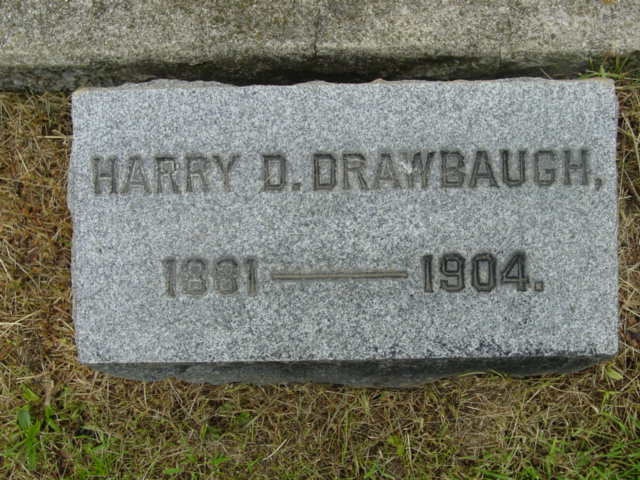 HARRY D. DRAWBAUGH,
1881 — 1904.